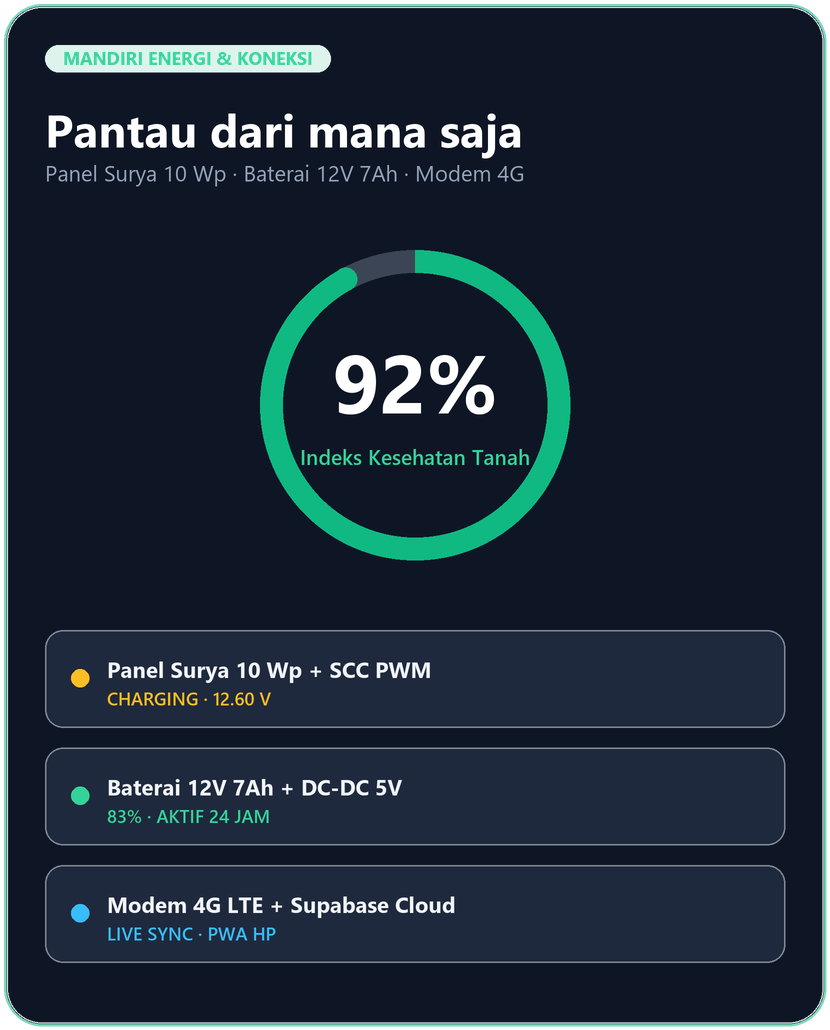 MANDIRI ENERGI & KONEKSI
Pantau dari mana saja
Panel Surya 10 Wp · Baterai 12V 7Ah · Modem 4G
92%
Indeks Kesehatan Tanah
Panel Surya 10 Wp + SCC PWM
CHARGING · 12.60 V
Baterai 12V 7Ah + DC-DC 5V
83% · AKTIF 24 JAM
Modem 4G LTE + Supabase Cloud
LIVE SYNC · PWA HP